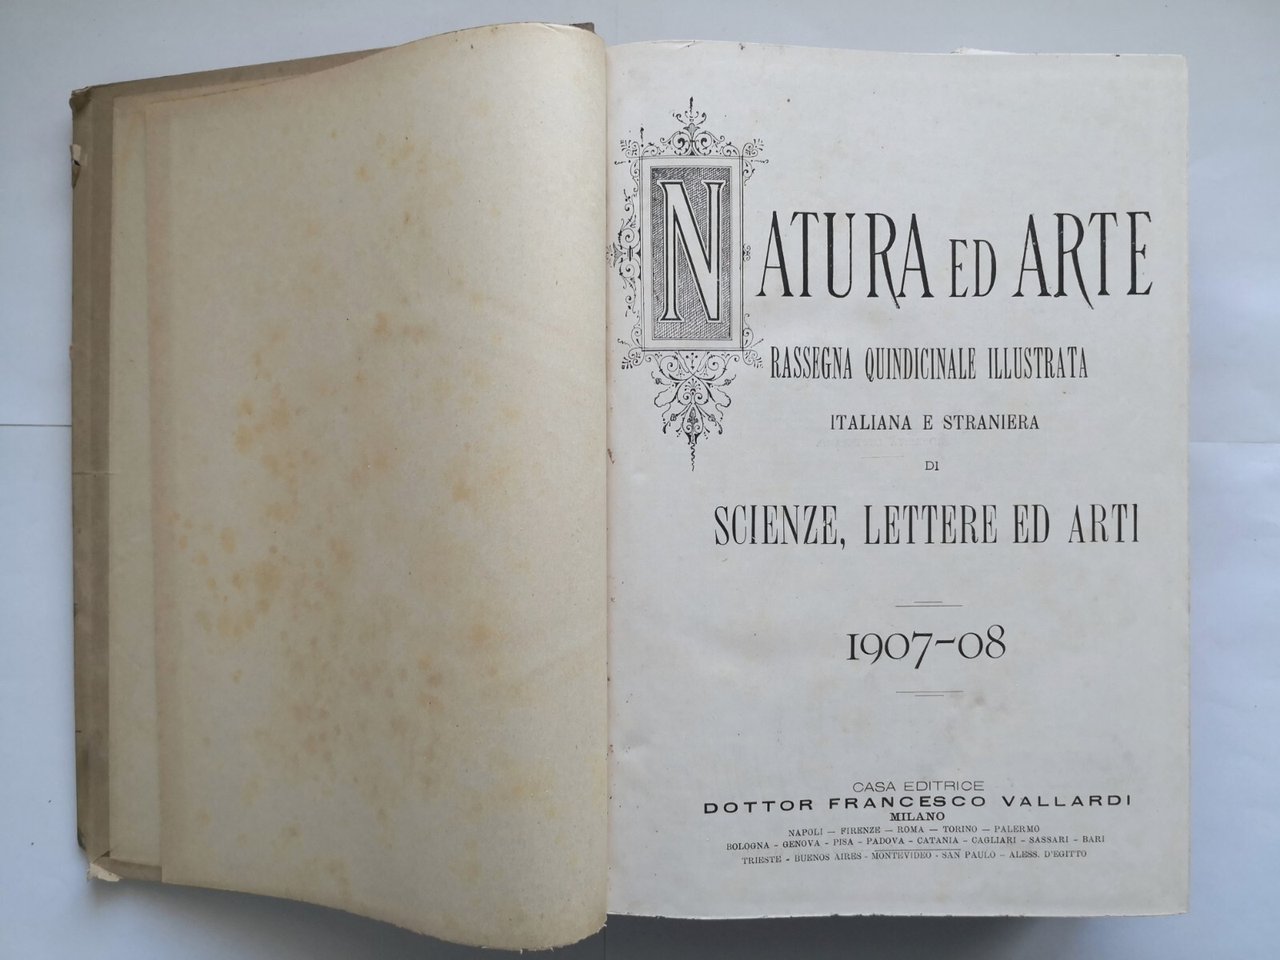 NATURA ED ARTE
RASSEGNA QUINDICINALE ILLUSTRATA
ITALIANA E STRANIERA
DI
SCIENZE, LETTERE ED ARTI
1907-08
CASA EDITRICE
DOTTOR FRANCESCO VALLARDI
MILANO
NAPOLI — FIRENZE — ROMA — TORINO — PALERMO
BOLOGNA - GENOVA - PISA - PADOVA - CATANIA - CAGLIARI - SASSARI - BARI
TRIESTE - BUENOS AIRES - MONTEVIDEO - SAN PAULO - ALESS. D'EGITTO